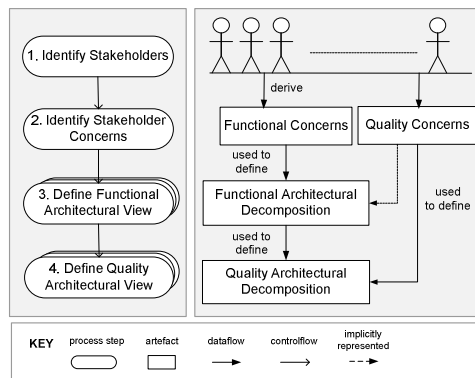 1. Identify Stakeholders
2. Identify Stakeholder
Concerns
3. Define Functional
Architectural View
4. Define Quality
Architectural View
derive
Functional Concerns
Quality Concerns
used to
define
used
to define
Functional Architectural
Decomposition
used to
define
Quality Architectural
Decomposition
KEY
process step
artefact
dataflow
controlflow
implicitly
represented